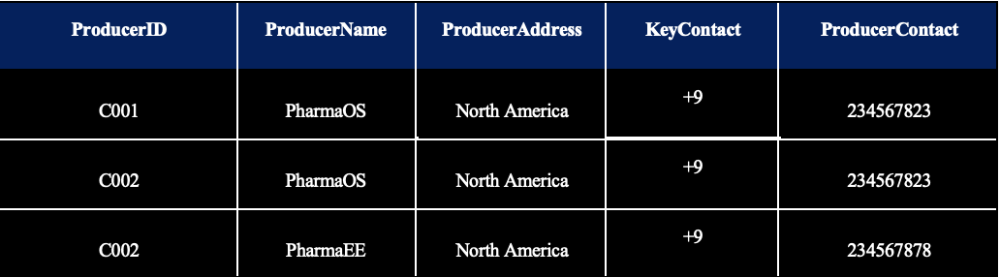 ProducerID ProducerName ProducerAddress KeyContact ProducerContact
C001 PharmaOS North America +9 234567823
C002 PharmaOS North America +9 234567823
C002 PharmaEE North America +9 234567878